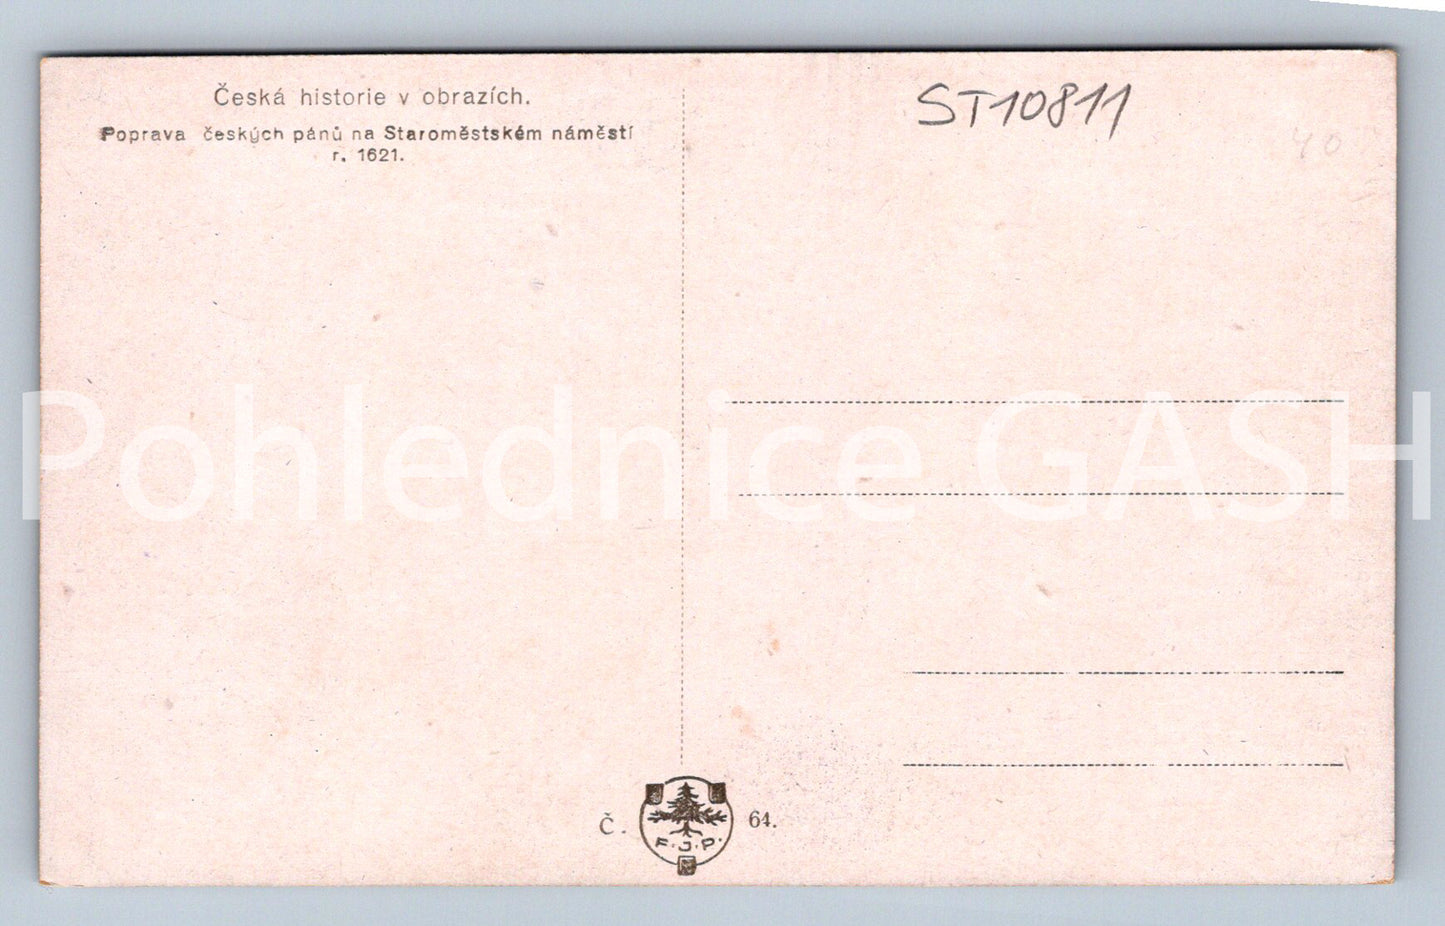 Česká historie v obrazích.
Poprava českých pánů na Staroměstském náměstí
r. 1621.
ST10811
40
Pohlednice GASH
Č. 64.
F.J.P.